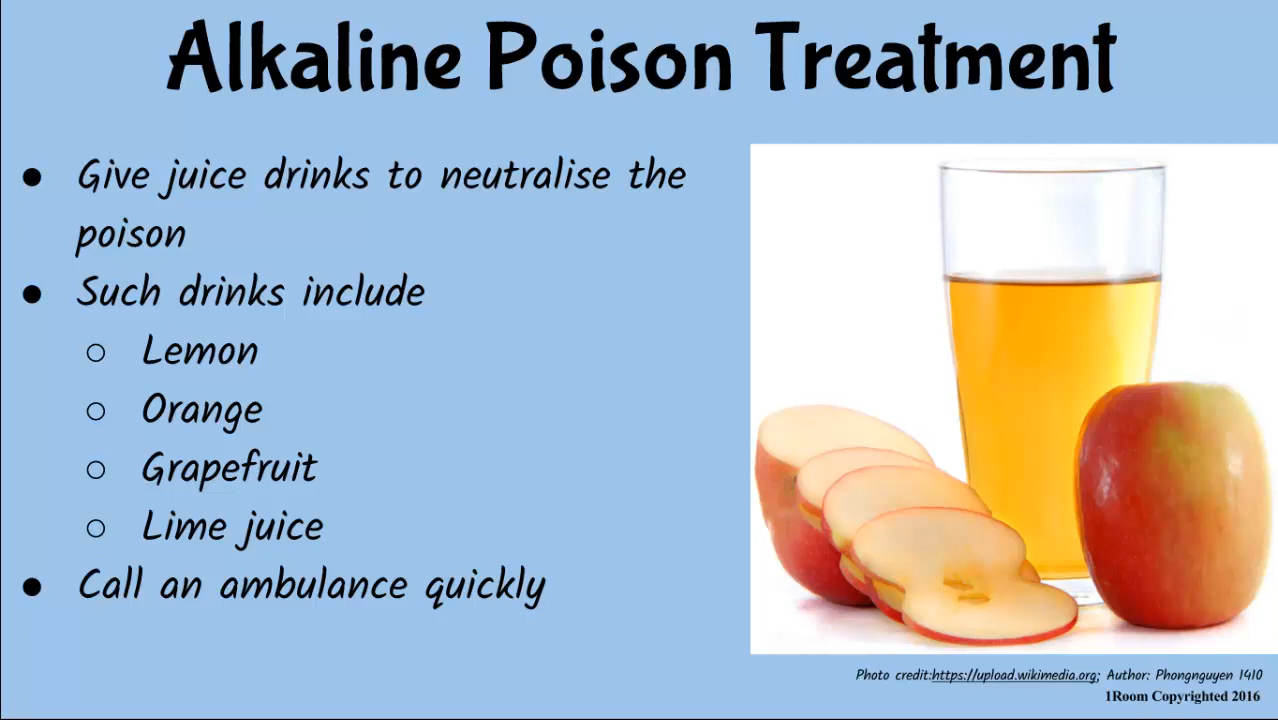 Alkaline Poison Treatment
● Give juice drinks to neutralise the
poison
● Such drinks include
○ Lemon
○ Orange
○ Grapefruit
○ Lime juice
● Call an ambulance quickly
Photo credit:https://upload.wikimedia.org; Author: Phongnguyen 1410
1Room Copyrighted 2016